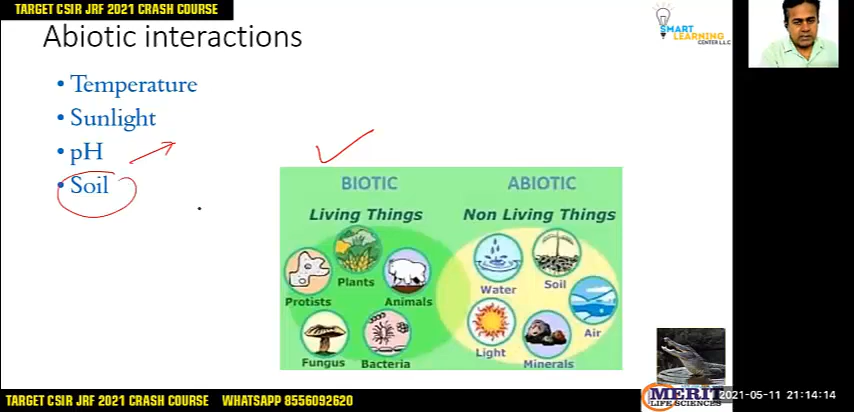 TARGET CSIR JRF 2021 CRASH COURSE
Abiotic interactions
SMART
LEARNING
CENTER L.L.C
• Temperature
• Sunlight
• pH
• Soil
BIOTIC
ABIOTIC
Living Things
Non Living Things
Plants
Protists
Animals
Fungus
Bacteria
Water
Soil
Air
Light
Minerals
TARGET CSIR JRF 2021 CRASH COURSE WHATSAPP 8556092620
MERIT
LIFE SCIENCES
2021-05-11 21:14:14